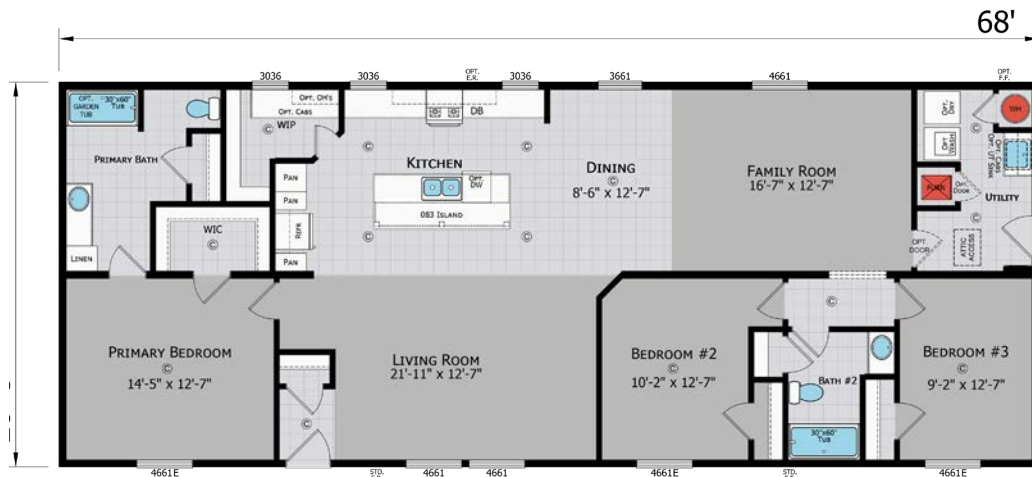 68'
3036
3036
OPT.
E.R.
3036
3661
4661
OPT.
F.F.
OPT.
GARDEN
TUB
30"x60"
TUB
OPT. OH'S
OPT. CABS
WIP
DB
OPT. DRY
OPT WASH
WH
OPT. CABS
OPT. UT SINK
PRIMARY BATH
KITCHEN
DINING
8'-6" x 12'-7"
FAMILY ROOM
16'-7" x 12'-7"
PAN
PAN
REFR
PAN
OPT.
DW
083 ISLAND
FURN
OPT.
DOOR
UTILITY
WIC
LINEN
OPT.
DOOR
ATTIC
ACCESS
PRIMARY BEDROOM
14'-5" x 12'-7"
LIVING ROOM
21'-11" x 12'-7"
BEDROOM #2
10'-2" x 12'-7"
BATH #2
30"x60"
TUB
BEDROOM #3
9'-2" x 12'-7"
4661E
STD.
4661
4661
4661E
STD.
4661E